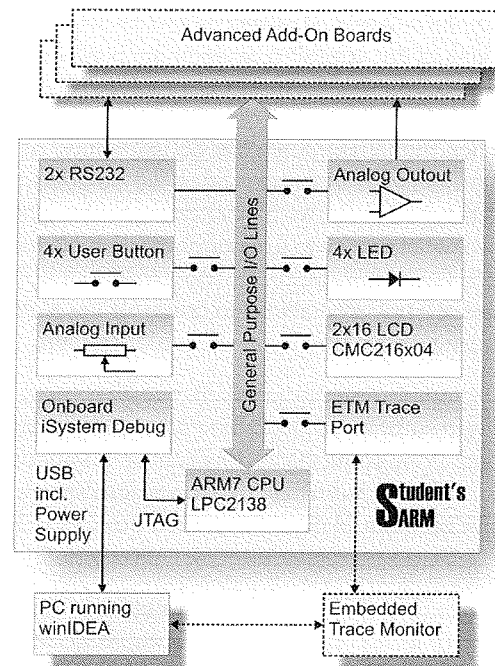 Advanced Add-On Boards
2x RS232
Analog Outout
4x User Button
4x LED
General Purpose I/O Lines
Analog Input
2x16 LCD
CMC216x04
Onboard
iSystem Debug
ETM Trace
Port
USB
incl.
Power
Supply
JTAG
ARM7 CPU
LPC2138
Student's
ARM
PC running
winIDEA
Embedded
Trace Monitor